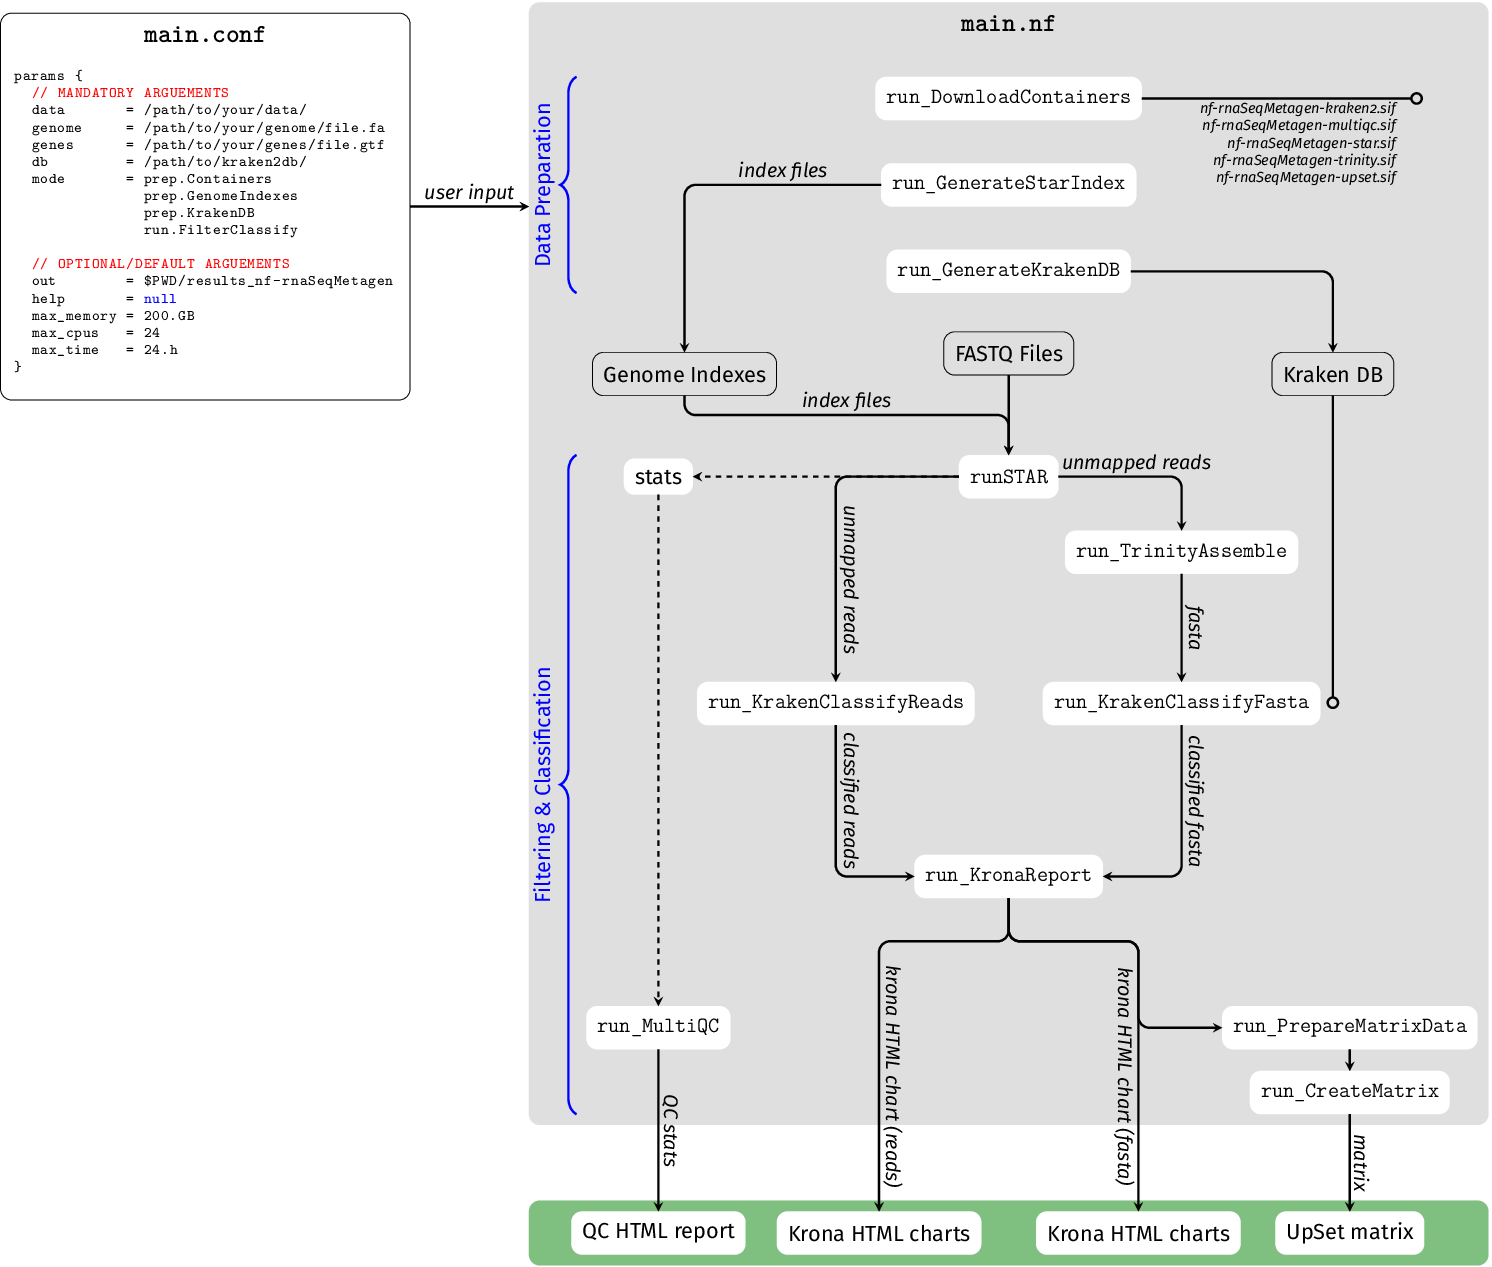 main.conf
params {
// MANDATORY ARGUEMENTS
data = /path/to/your/data/
genome = /path/to/your/genome/file.fa
genes = /path/to/your/genes/file.gtf
db = /path/to/kraken2db/
mode = prep.Containers
prep.GenomeIndexes
prep.KrakenDB
run.FilterClassify
// OPTIONAL/DEFAULT ARGUEMENTS
out = $PWD/results_nf-rnaSeqMetagen
help = null
max_memory = 200.GB
max_cpus = 24
max_time = 24.h
}
user input
main.nf
Data Preparation
run_DownloadContainers
nf-rnaSeqMetagen-kraken2.sif
nf-rnaSeqMetagen-multiqc.sif
nf-rnaSeqMetagen-star.sif
nf-rnaSeqMetagen-trinity.sif
nf-rnaSeqMetagen-upset.sif
index files
run_GenerateStarIndex
run_GenerateKrakenDB
Genome Indexes
FASTQ Files
Kraken DB
index files
Filtering & Classification
stats
runSTAR
unmapped reads
unmapped reads
run_TrinityAssemble
fasta
run_KrakenClassifyReads
run_KrakenClassifyFasta
classified reads
classified fasta
run_KronaReport
krona HTML chart (reads)
krona HTML chart (fasta)
run_MultiQC
run_PrepareMatrixData
run_CreateMatrix
QC stats
matrix
QC HTML report
Krona HTML charts
Krona HTML charts
UpSet matrix